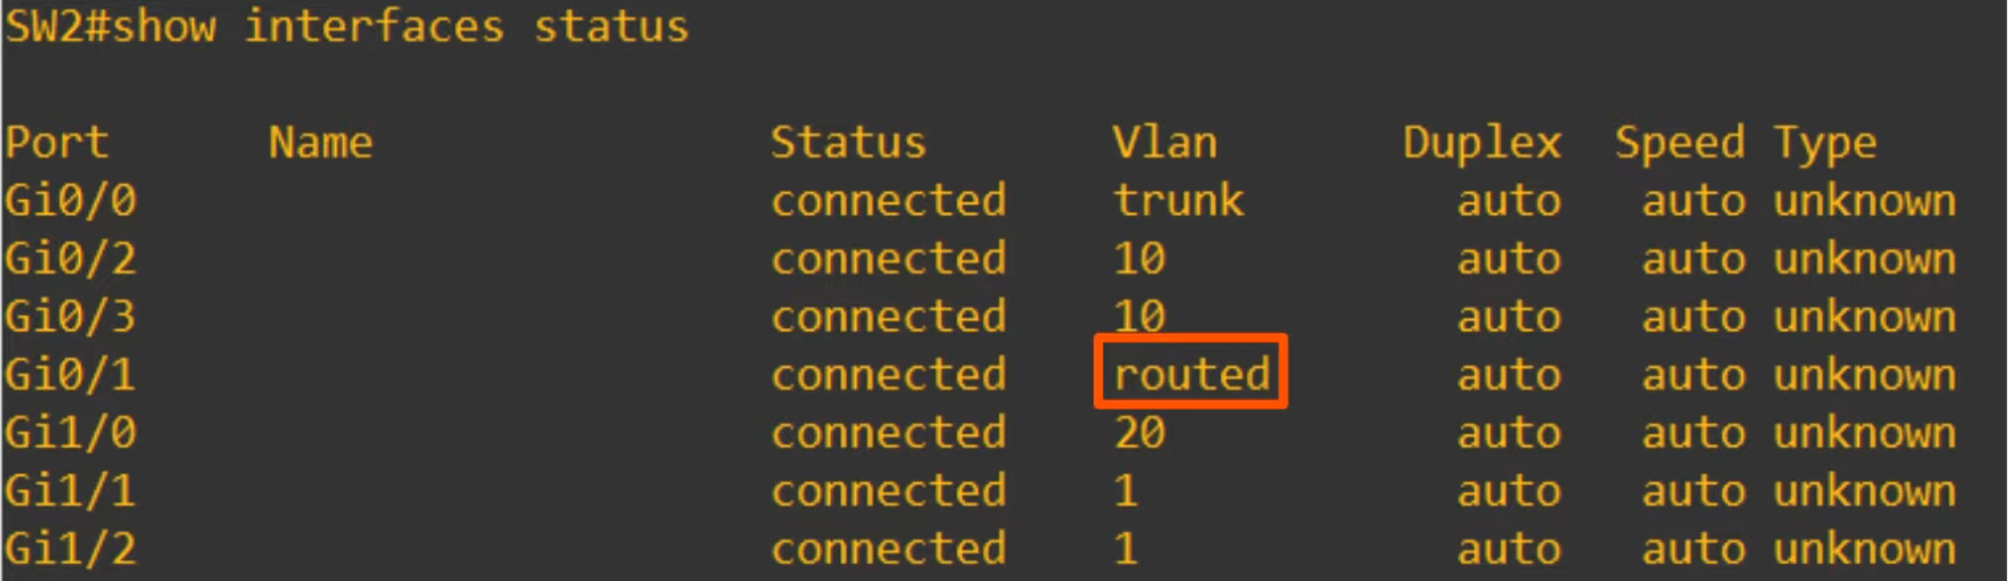 SW2#show interfaces status
Port Name Status Vlan Duplex Speed Type
Gi0/0 connected trunk auto auto unknown
Gi0/2 connected 10 auto auto unknown
Gi0/3 connected 10 auto auto unknown
Gi0/1 connected routed auto auto unknown
Gi1/0 connected 20 auto auto unknown
Gi1/1 connected 1 auto auto unknown
Gi1/2 connected 1 auto auto unknown